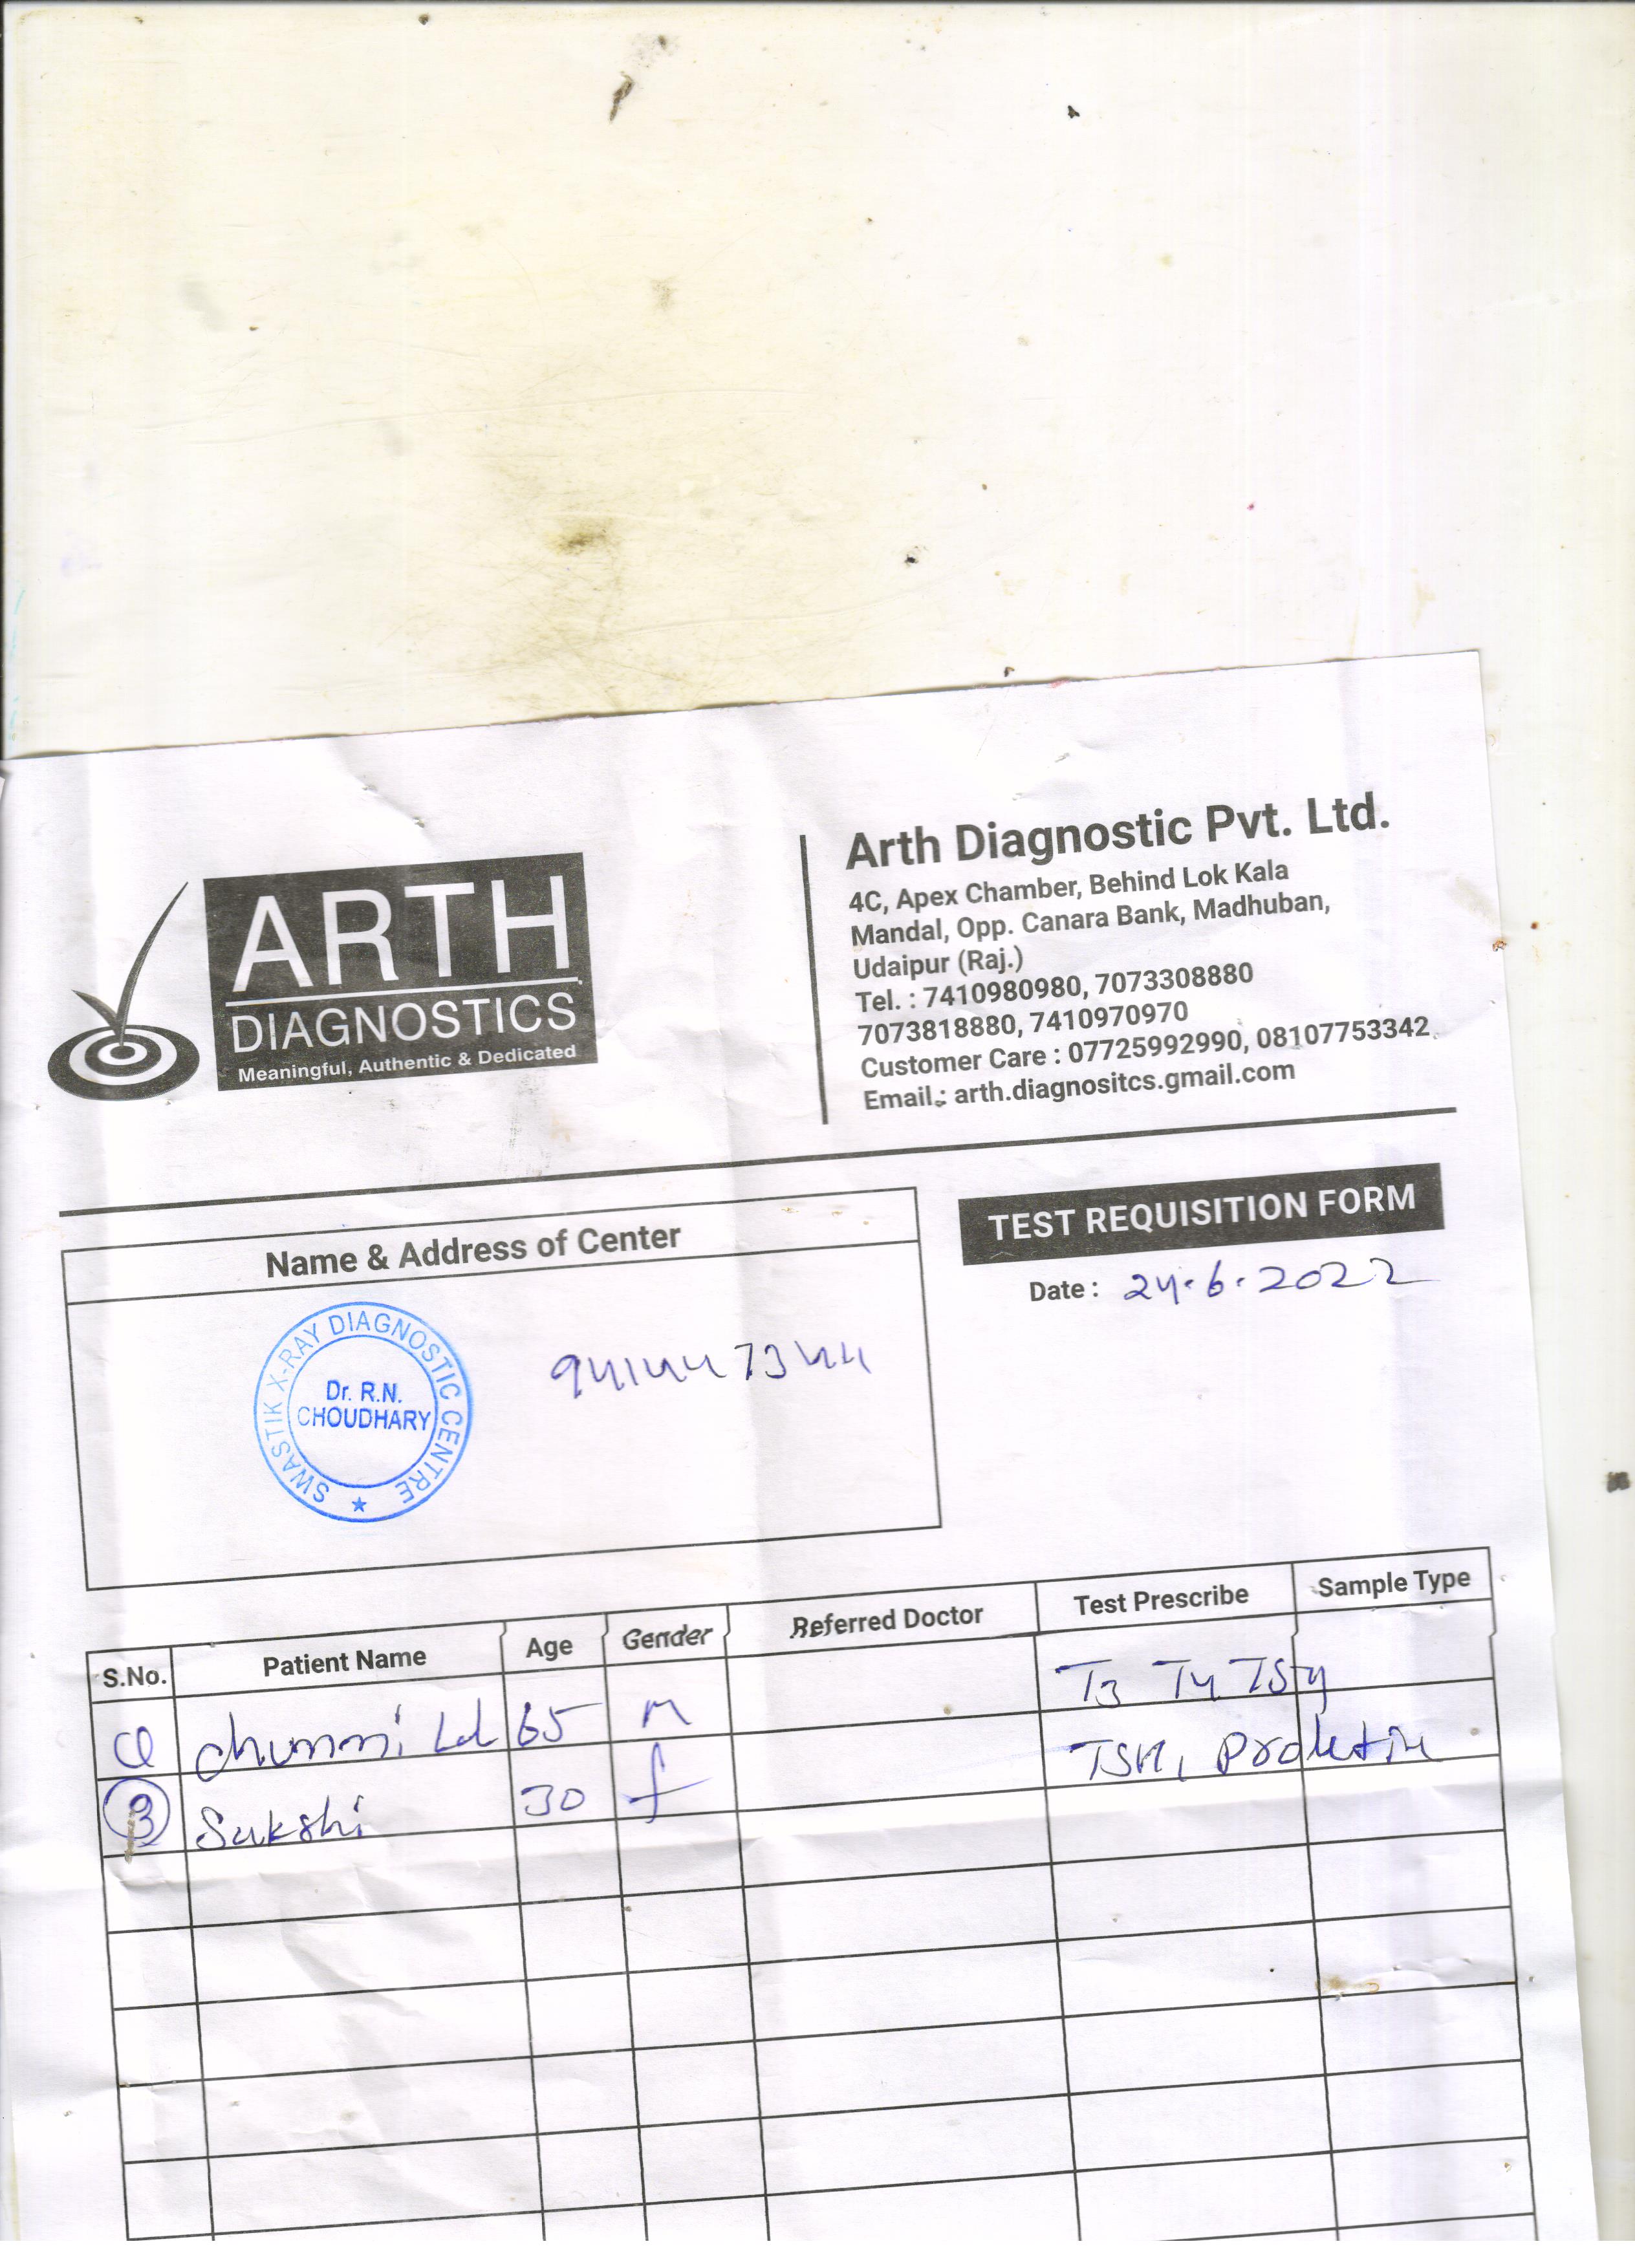 ARTH
DIAGNOSTICS
Meaningful, Authentic & Dedicated
Arth Diagnostic Pvt. Ltd.
4C, Apex Chamber, Behind Lok Kala
Mandal, Opp. Canara Bank, Madhuban,
Udaipur (Raj.)
Tel. : 7410980980, 7073308880
7073818880, 7410970970
Customer Care : 07725992990, 08107753342
Email.: arth.diagnositcs.gmail.com
TEST REQUISITION FORM
Date : 24.6.2022
Name & Address of Center
SWASTIK X-RAY DIAGNOSTIC CENTRE
Dr. R.N.
CHOUDHARY
9414447344
S.No. Patient Name Age Gender Referred Doctor Test Prescribe Sample Type
chunni Lal 65 M T3 T4 TSH
Sakshi 30 f TSH, Prolactin